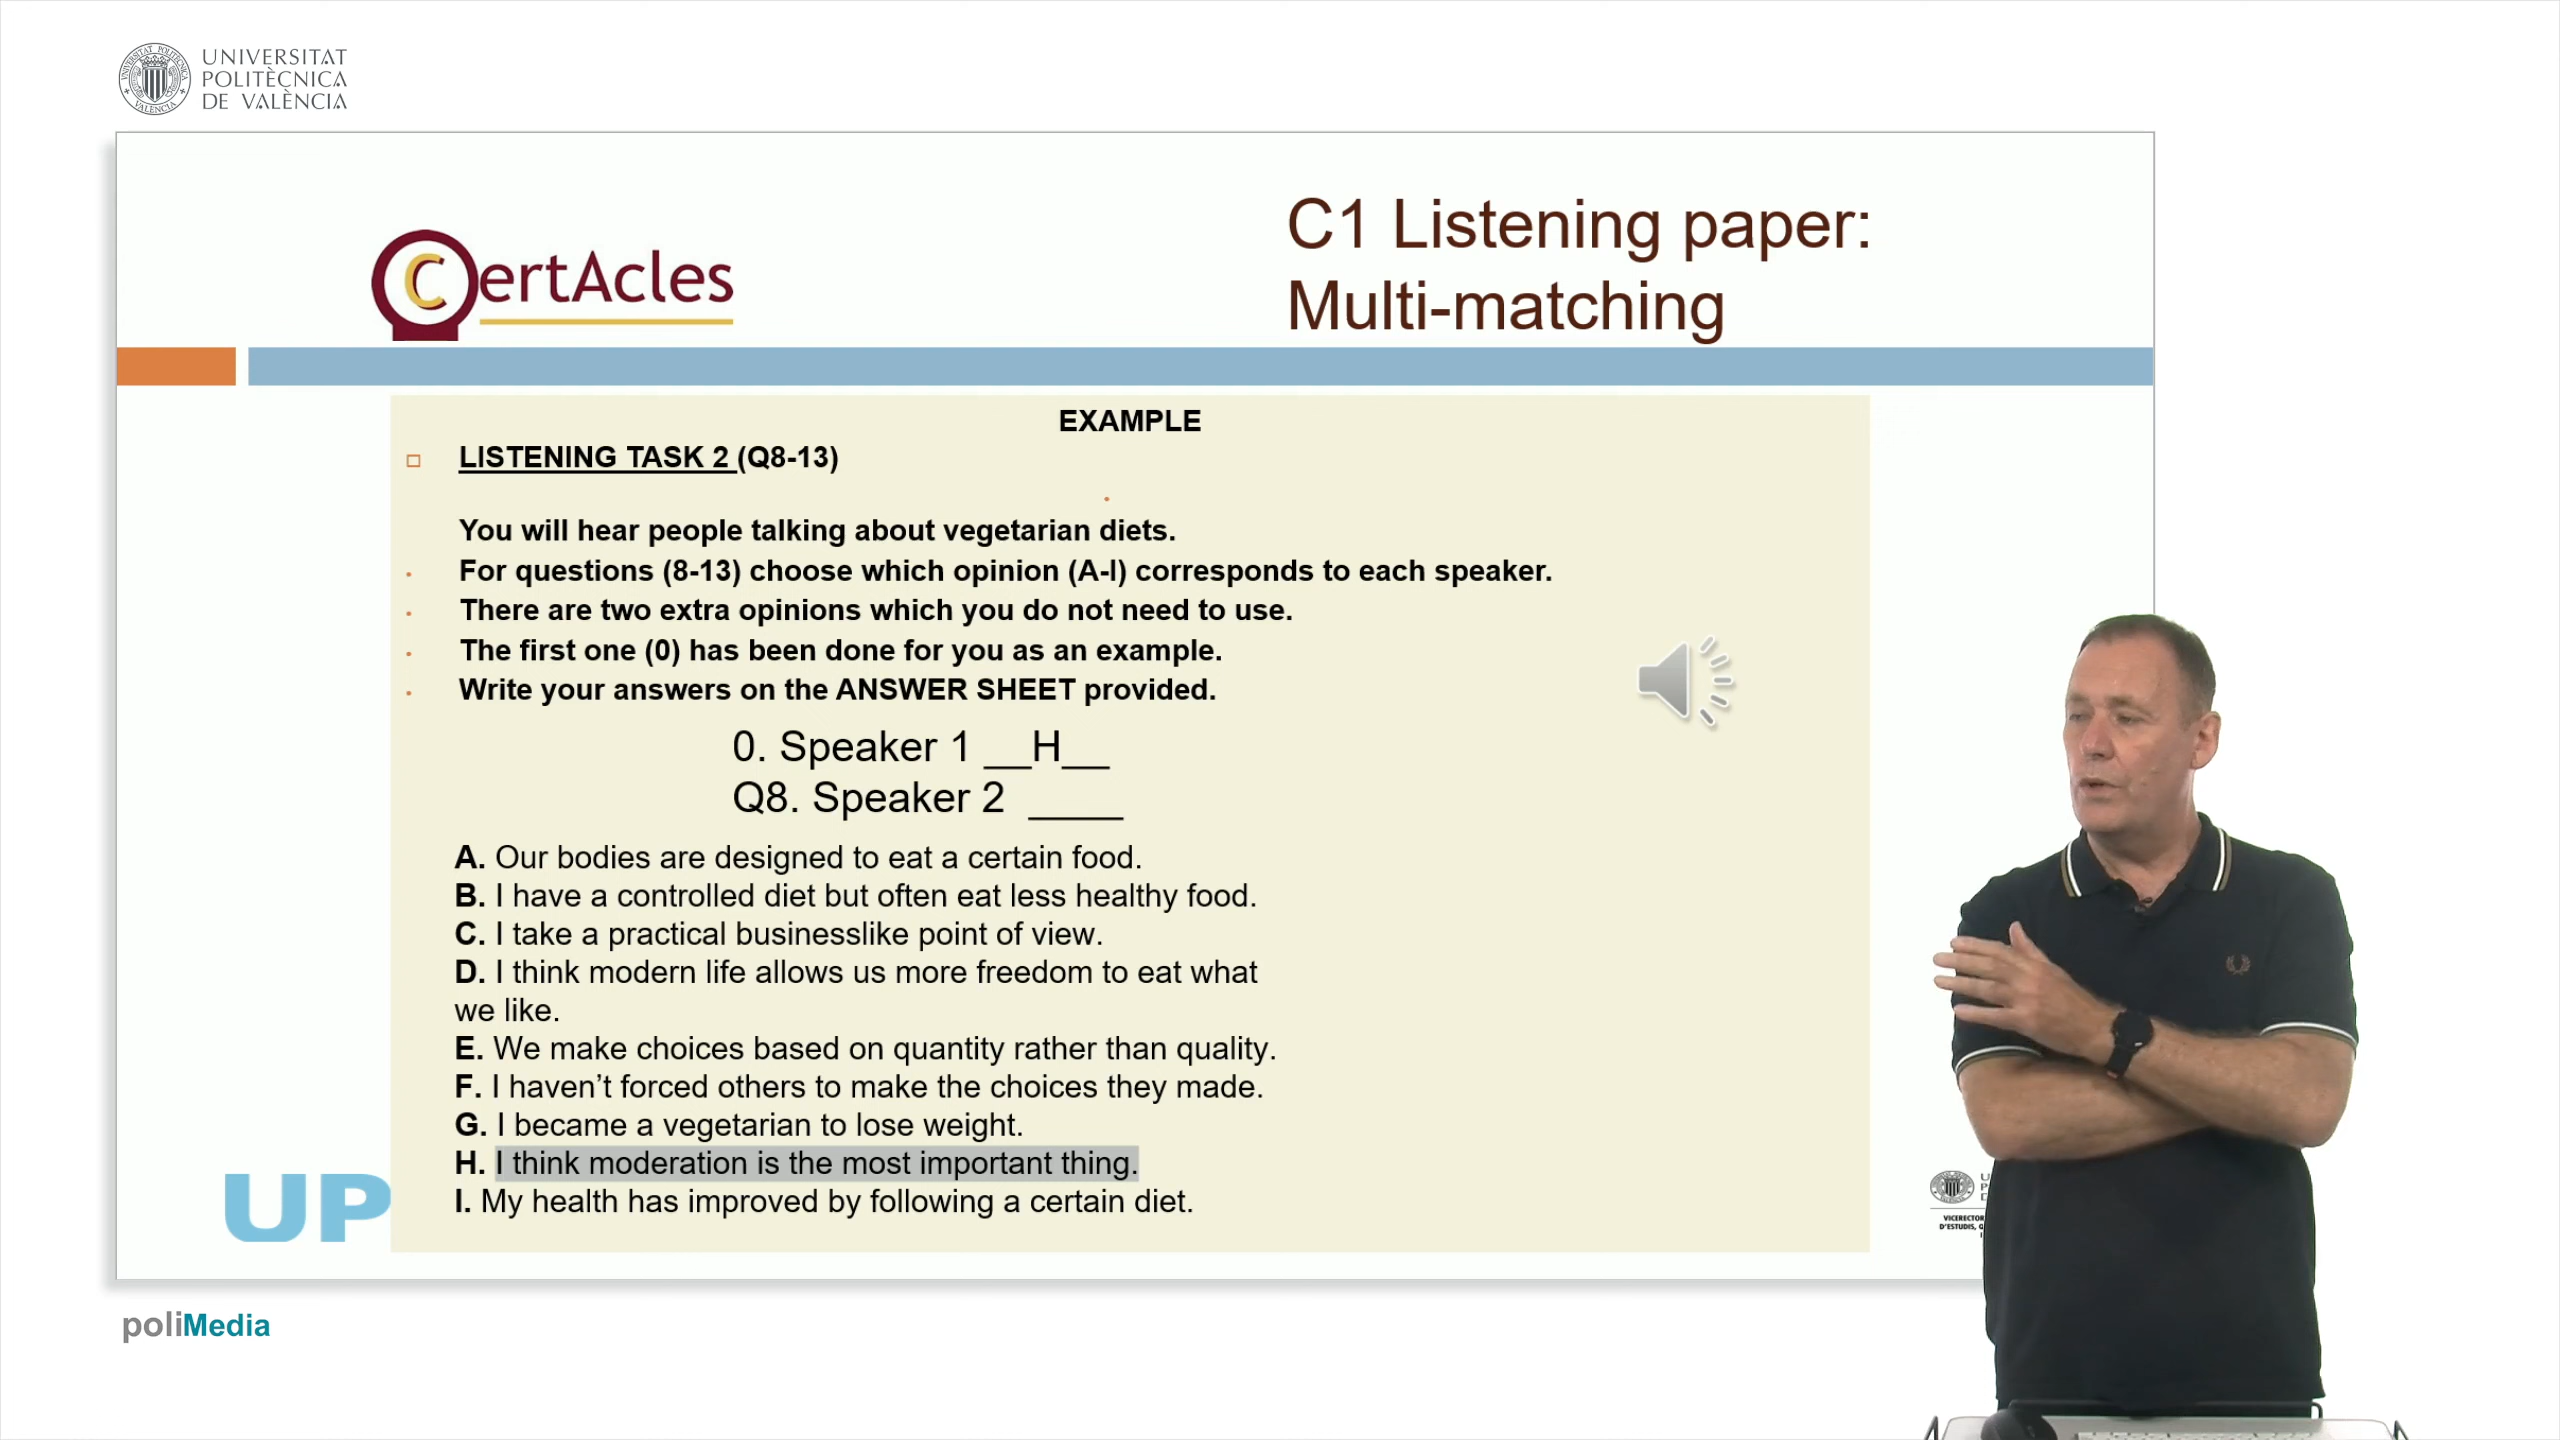 UNIVERSITAT
POLITÈCNICA
DE VALÈNCIA
CertAcles
C1 Listening paper:
Multi-matching
EXAMPLE
LISTENING TASK 2 (Q8-13)
You will hear people talking about vegetarian diets.
For questions (8-13) choose which opinion (A-I) corresponds to each speaker.
There are two extra opinions which you do not need to use.
The first one (0) has been done for you as an example.
Write your answers on the ANSWER SHEET provided.
0. Speaker 1 __H__
Q8. Speaker 2 ____
A. Our bodies are designed to eat a certain food.
B. I have a controlled diet but often eat less healthy food.
C. I take a practical businesslike point of view.
D. I think modern life allows us more freedom to eat what
we like.
E. We make choices based on quantity rather than quality.
F. I haven’t forced others to make the choices they made.
G. I became a vegetarian to lose weight.
H. I think moderation is the most important thing.
I. My health has improved by following a certain diet.
UP
VICERECTOR
D'ESTUDIS,
poliMedia